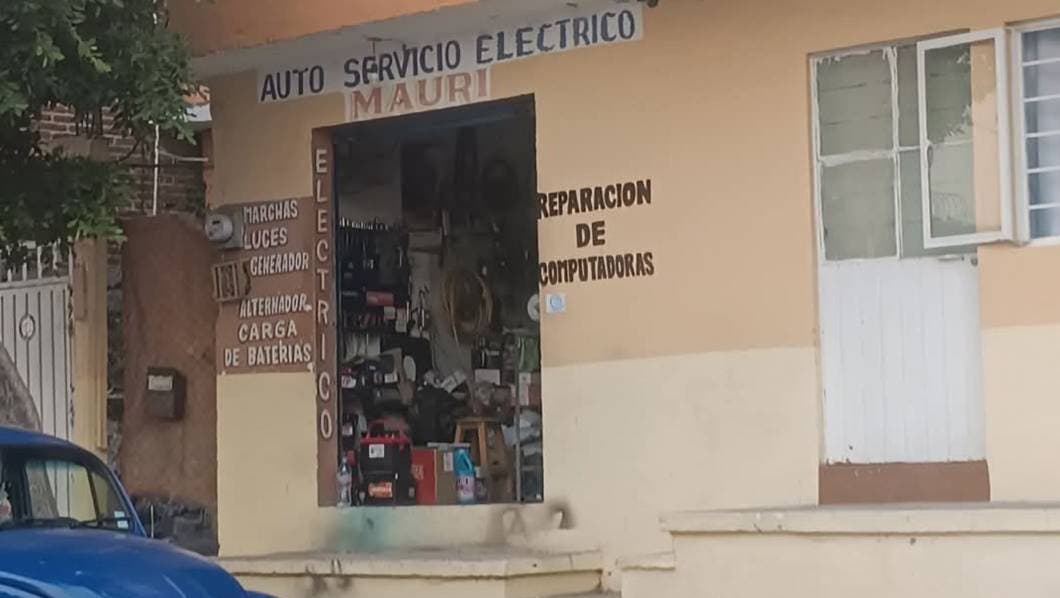 AUTO SERVICIO ELECTRICO
MAURI
ELECTRICO
MARCHAS
LUCES
GENERADOR
ALTERNADOR
CARGA
DE BATERIAS
REPARACION
DE
COMPUTADORAS